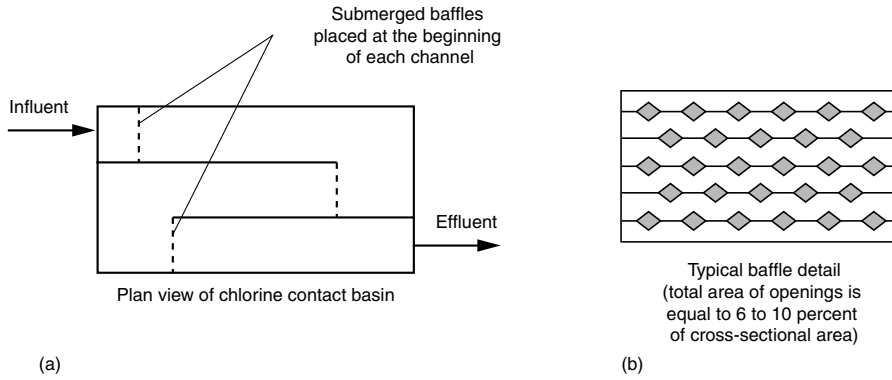 Submerged baffles
placed at the beginning
of each channel
Influent
Effluent
Plan view of chlorine contact basin
(a)
Typical baffle detail
(total area of openings is
equal to 6 to 10 percent
of cross-sectional area)
(b)